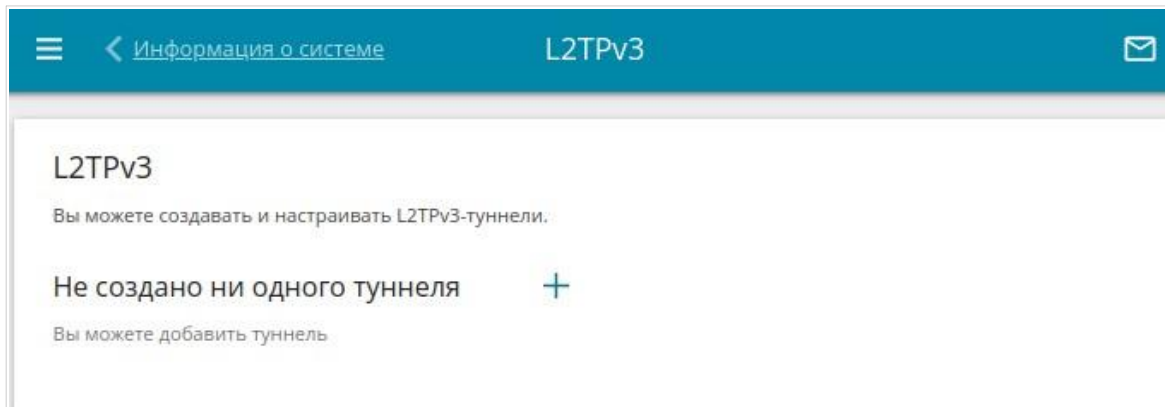 Информация о системе
L2TPv3
L2TPv3
Вы можете создавать и настраивать L2TPv3-туннели.
Не создано ни одного туннеля
Вы можете добавить туннель